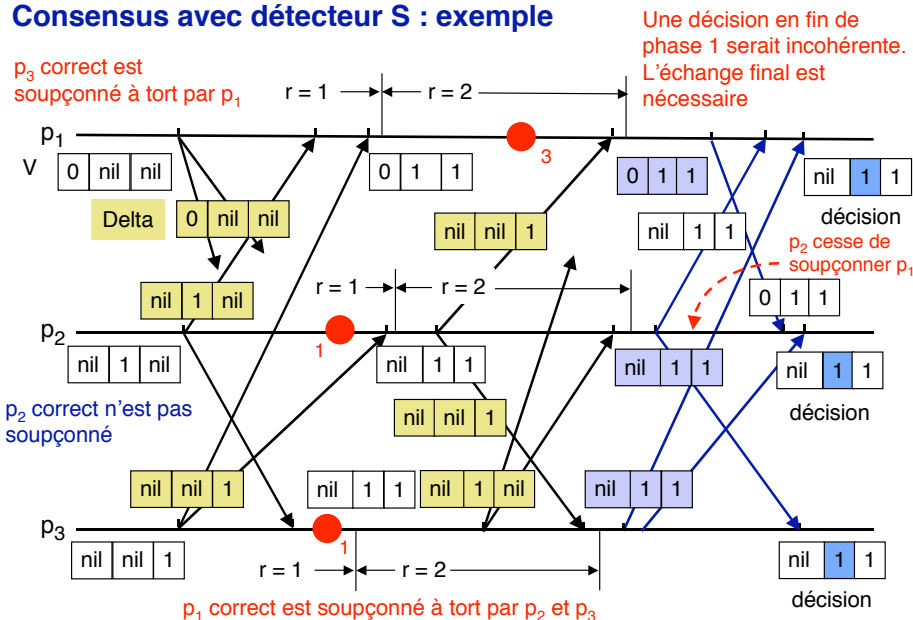 Consensus avec détecteur S : exemple
Une décision en fin de
phase 1 serait incohérente.
L'échange final est
nécessaire
p3 correct est
soupçonné à tort par p1
r = 1
r = 2
p1
3
V
0 nil nil
0 1 1
0 1 1
nil 1 1
décision
Delta
0 nil nil
nil nil 1
nil 1 1
p2 cesse de
soupçonner p1
nil 1 nil
r = 1
r = 2
0 1 1
p2
1
nil 1 nil
nil 1 1
nil 1 1
nil 1 1
décision
p2 correct n'est pas
soupçonné
nil nil 1
nil nil 1
nil 1 1
nil 1 nil
nil 1 1
p3
1
nil nil 1
r = 1
r = 2
nil 1 1
décision
p1 correct est soupçonné à tort par p2 et p3